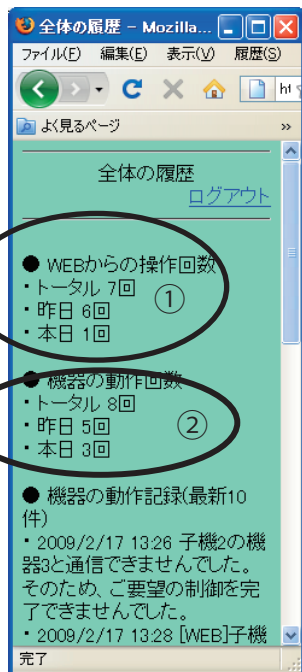 全体の履歴 - Mozilla...
ファイル(F) 編集(E) 表示(V) 履歴(S)
よく見るページ »
全体の履歴
ログアウト
● WEBからの操作回数
・トータル 7回
・昨日 6回
・本日 1回
①
● 機器の動作回数
・トータル 8回
・昨日 5回
・本日 3回
②
● 機器の動作記録(最新10
件)
・2009/2/17 13:26 子機2の機
器3と通信できませんでした。
そのため、ご要望の制御を完
了できませんでした。
・2009/2/17 13:28 [WEB]子機
完了